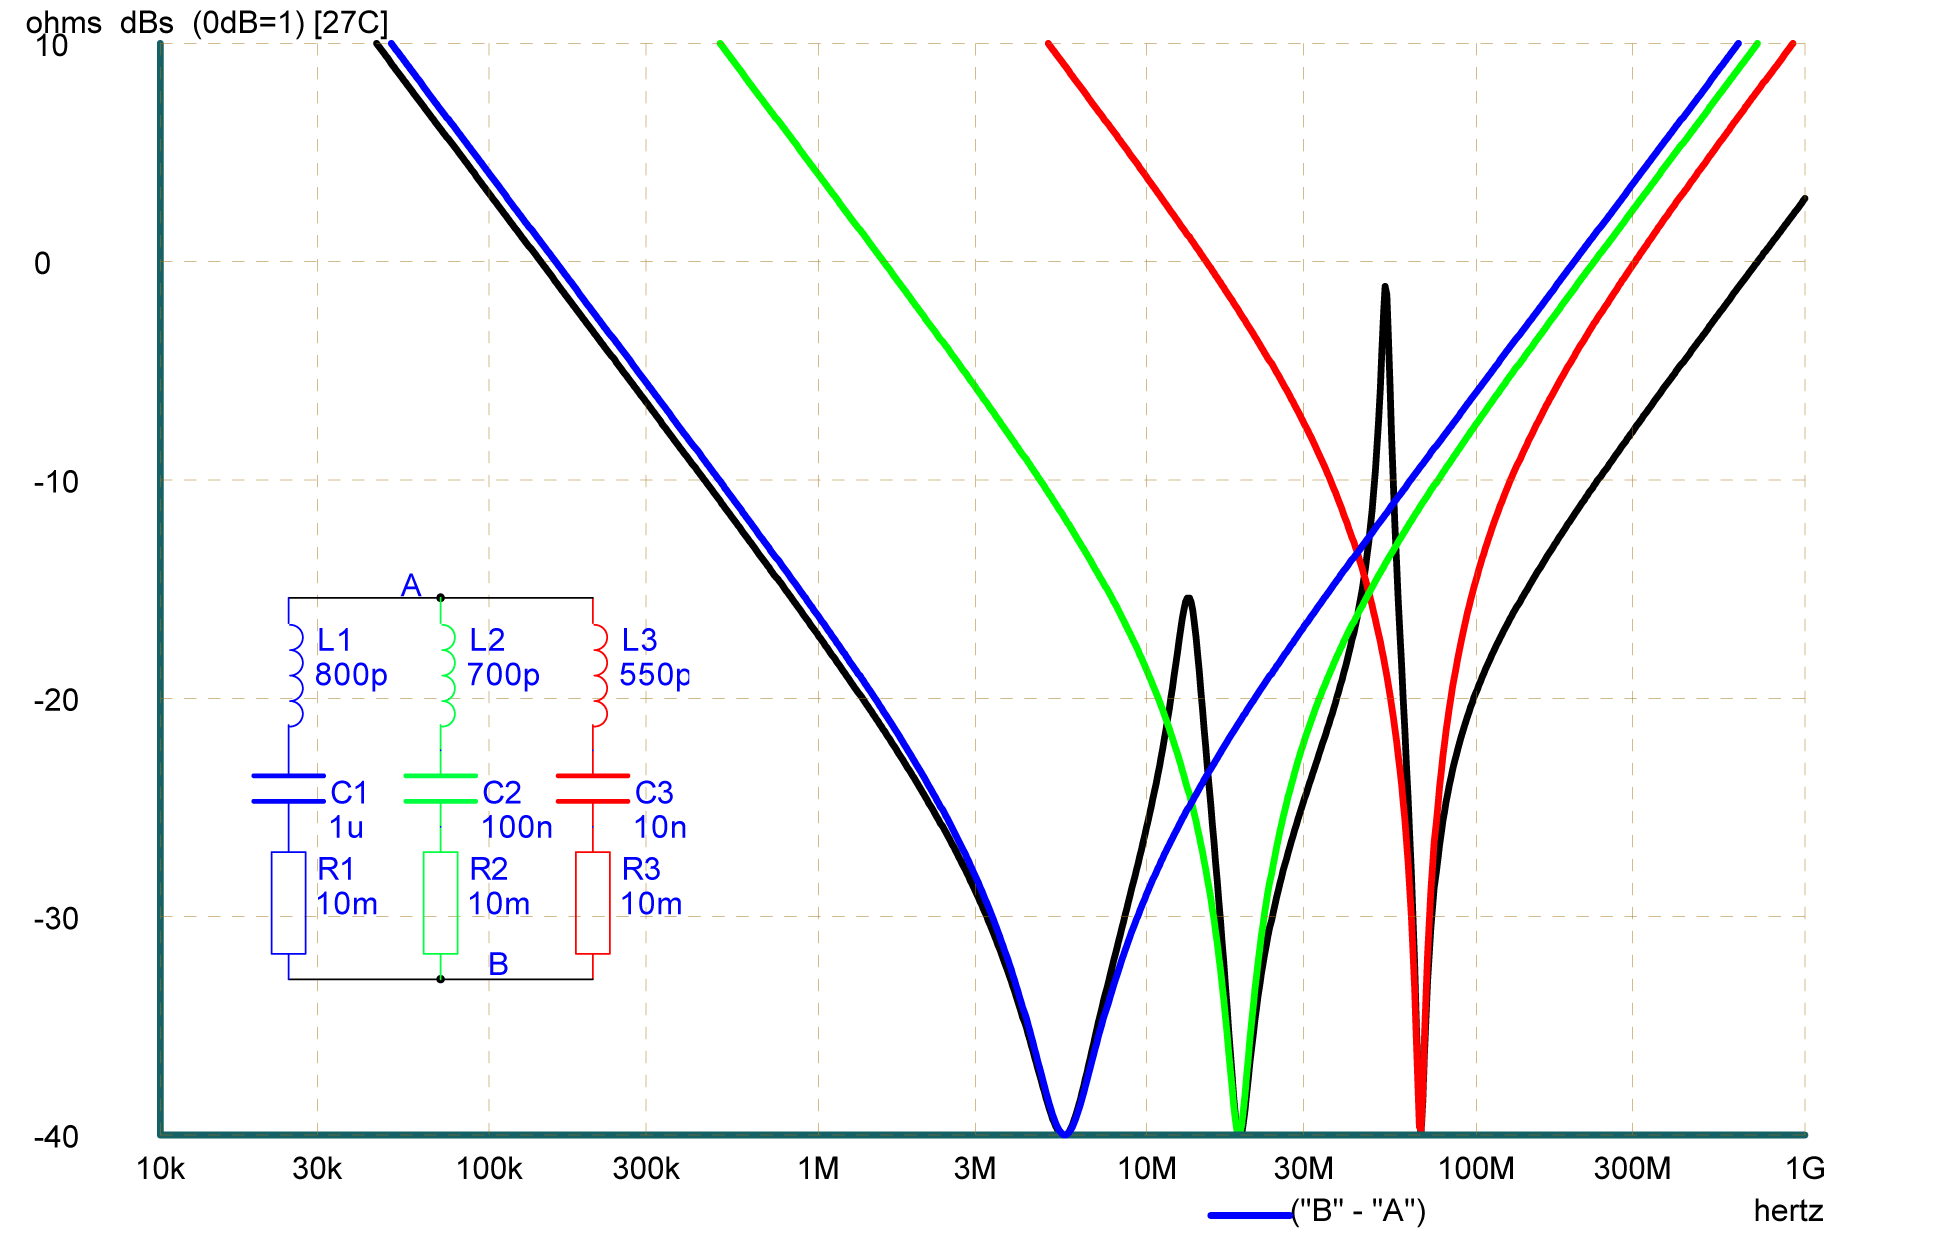 ohms dBs (0dB=1) [27C]
10
0
-10
-20
-30
-40
A
L1
800p
L2
700p
L3
550p
C1
1u
C2
100n
C3
10n
R1
10m
R2
10m
R3
10m
B
10k 30k 100k 300k 1M 3M 10M 30M 100M 300M 1G
("B" - "A") hertz